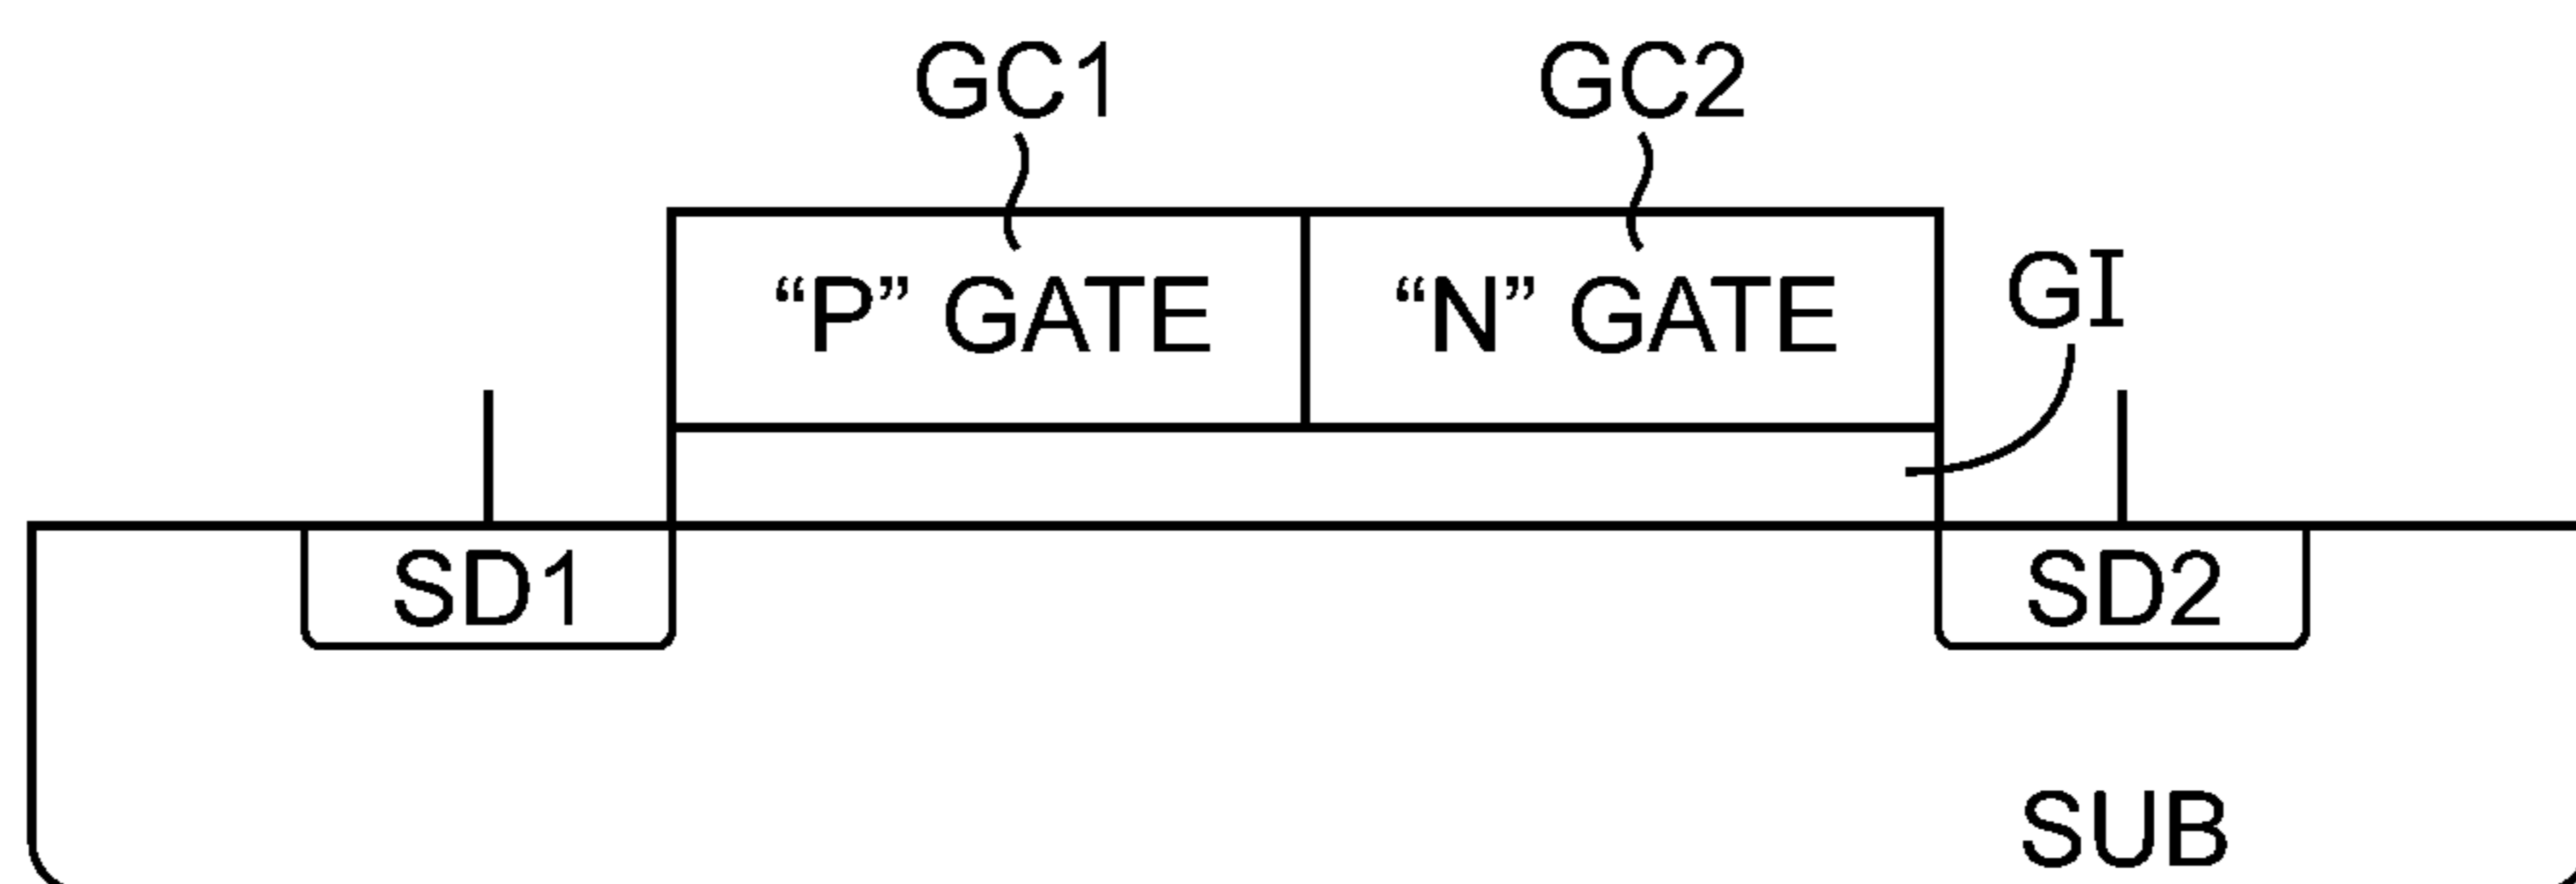 GC1 GC2
“P” GATE “N” GATE
GI
SD1 SD2
SUB